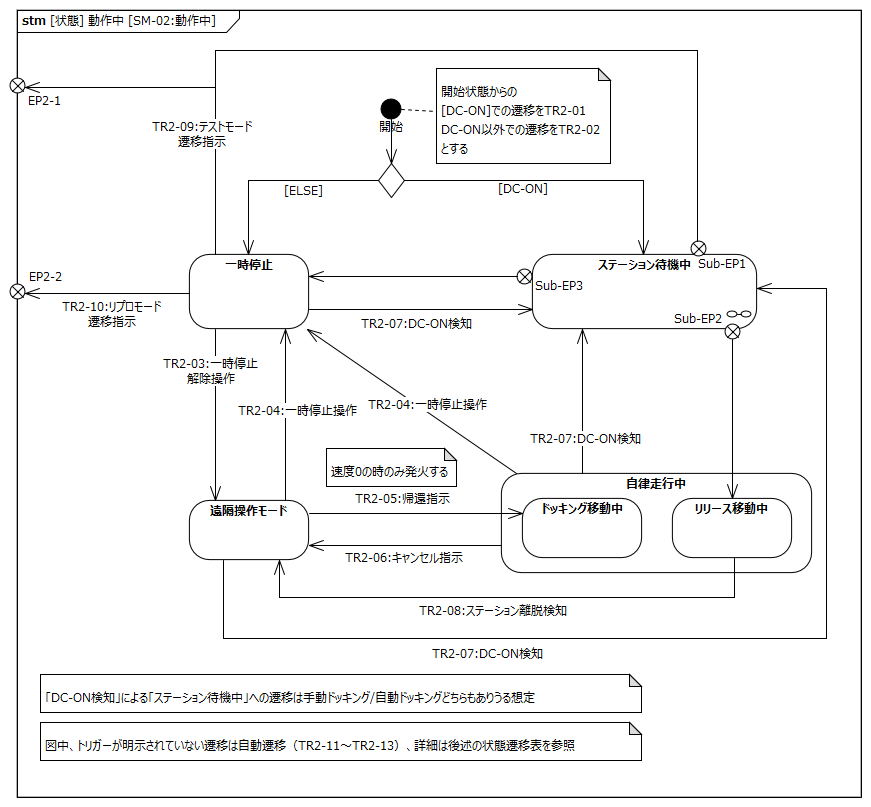 stm [状態] 動作中 [SM-02:動作中]
EP2-1
TR2-09:テストモード
遷移指示
開始
開始状態からの
[DC-ON]での遷移をTR2-01
DC-ON以外での遷移をTR2-02
とする
[ELSE]
[DC-ON]
EP2-2
TR2-10:リプロモード
遷移指示
一時停止
ステーション待機中
Sub-EP1
Sub-EP3
Sub-EP2
TR2-07:DC-ON検知
TR2-03:一時停止
解除操作
TR2-04:一時停止操作
TR2-04:一時停止操作
TR2-07:DC-ON検知
速度0の時のみ発火する
TR2-05:帰還指示
自律走行中
遠隔操作モード
ドッキング移動中
リリース移動中
TR2-06:キャンセル指示
TR2-08:ステーション離脱検知
TR2-07:DC-ON検知
「DC-ON検知」による「ステーション待機中」への遷移は手動ドッキング/自動ドッキングどちらもありうる想定
図中、トリガーが明示されていない遷移は自動遷移（TR2-11～TR2-13）、詳細は後述の状態遷移表を参照